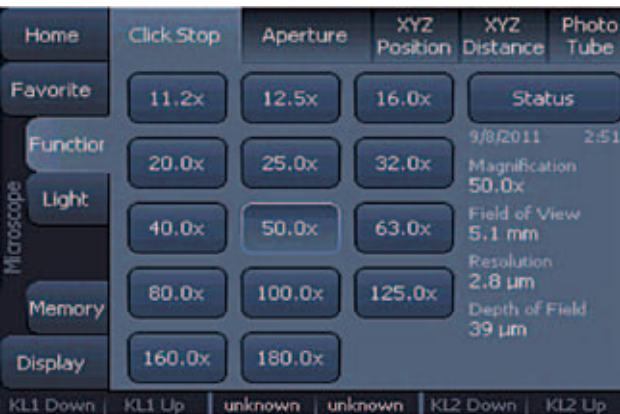 Home
Click Stop
Aperture
XYZ
Position
XYZ
Distance
Photo
Tube
Favorite
Function
Light
Microscope
Memory
Display
11.2x
12.5x
16.0x
20.0x
25.0x
32.0x
40.0x
50.0x
63.0x
80.0x
100.0x
125.0x
160.0x
180.0x
Status
9/8/2011 2:51
Magnification
50.0x
Field of View
5.1 mm
Resolution
2.8 µm
Depth of Field
39 µm
KL1 Down
KL1 Up
unknown
unknown
KL2 Down
KL2 Up